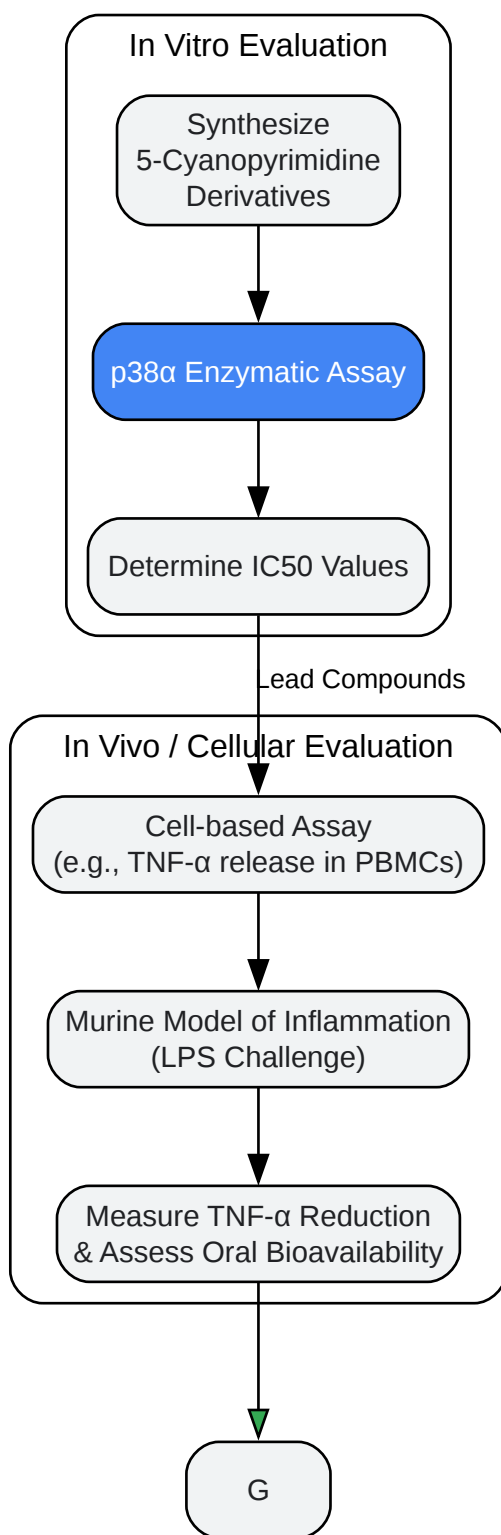 In Vitro Evaluation
Synthesize
5-Cyanopyrimidine
Derivatives
p38α Enzymatic Assay
Determine IC50 Values
Lead Compounds
In Vivo / Cellular Evaluation
Cell-based Assay
(e.g., TNF-α release in PBMCs)
Murine Model of Inflammation
(LPS Challenge)
Measure TNF-α Reduction
& Assess Oral Bioavailability
G